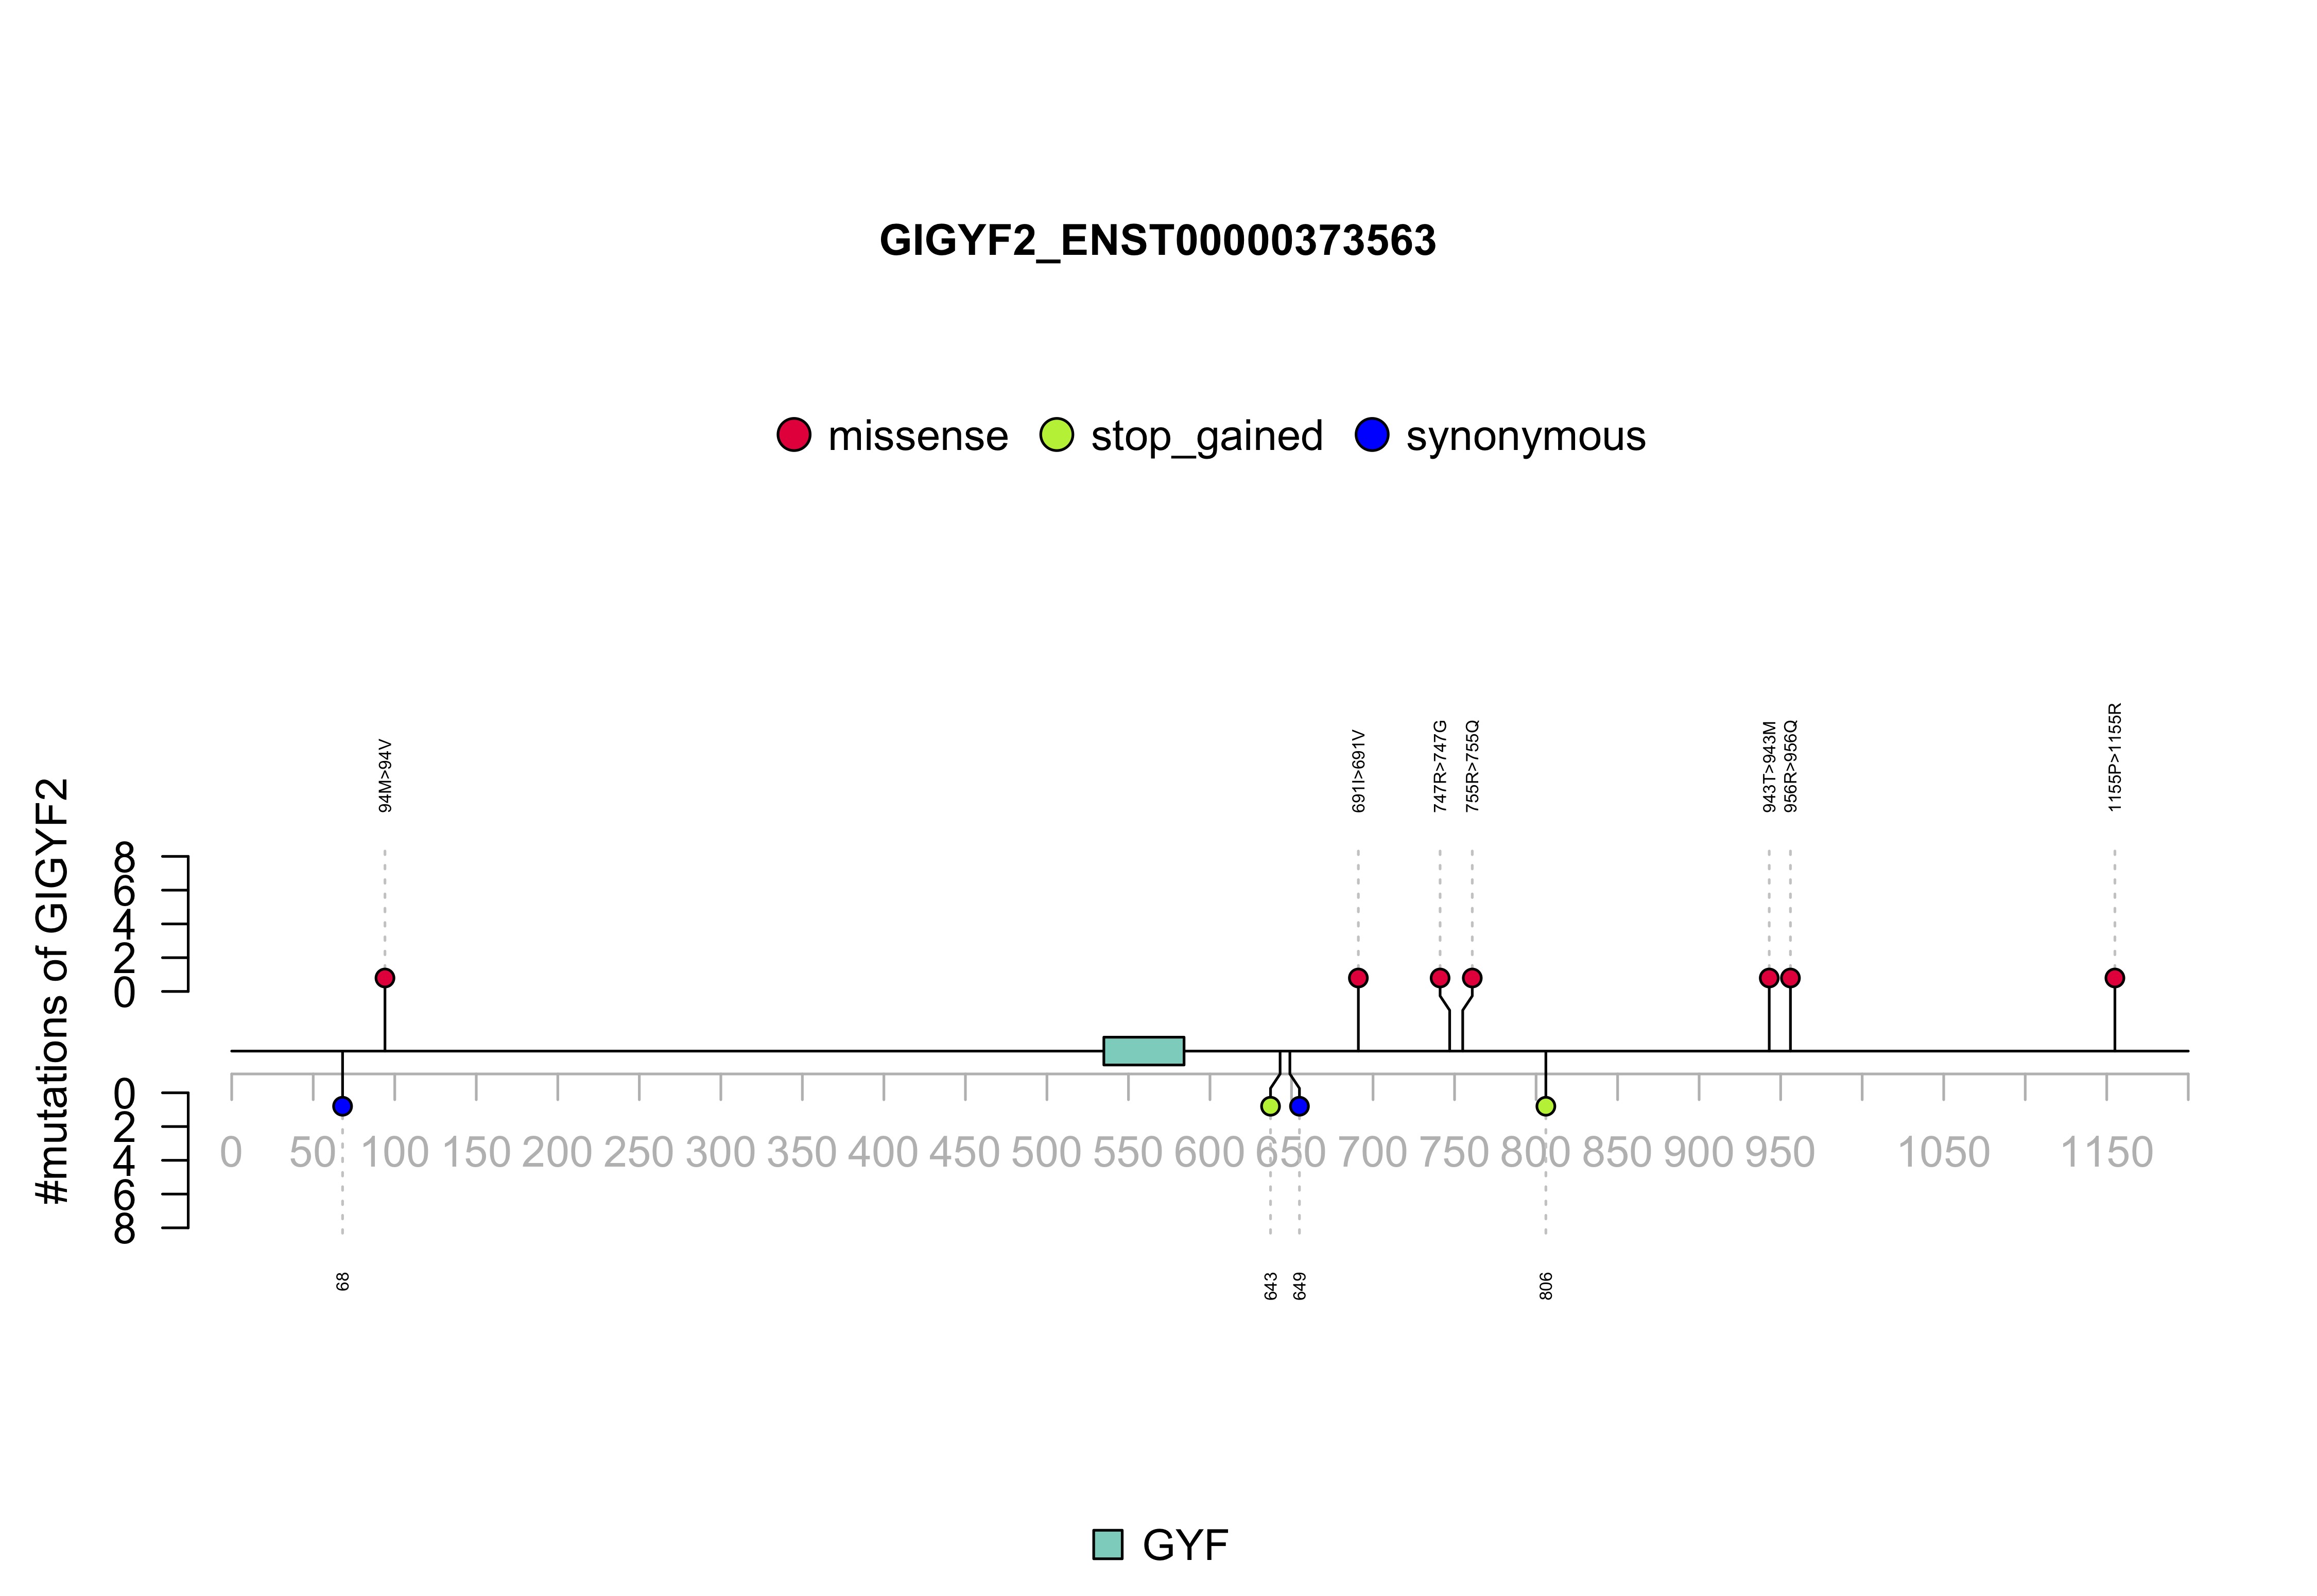 GIGYF2_ENST00000373563
missense stop_gained synonymous
94M>94V 691I>691V 747R>747G 755R>755Q 943T>943M 956R>956Q 1155P>1155R
#mutations of GIGYF2
8
6
4
2
0
0
2
4
6
8
0 50 100 150 200 250 300 350 400 450 500 550 600 650 700 750 800 850 900 950 1050 1150
68 643 649 806
GYF